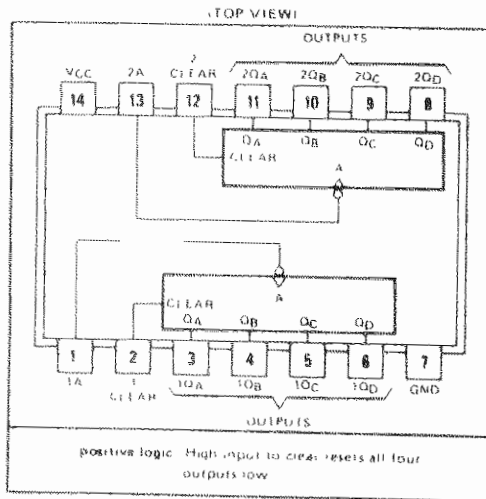 (TOP VIEW)
OUTPUTS
2
VCC 2A CLEAR 2QA 2QB 2QC 2QD
14 13 12 11 10 9 8
QA QB QC QD
CLEAR
A
A
CLEAR
QA QB QC QD
1 2 3 4 5 6 7
1A 1 1QA 1QB 1QC 1QD GND
CLEAR
OUTPUTS
positive logic High input to clear resets all four
outputs low